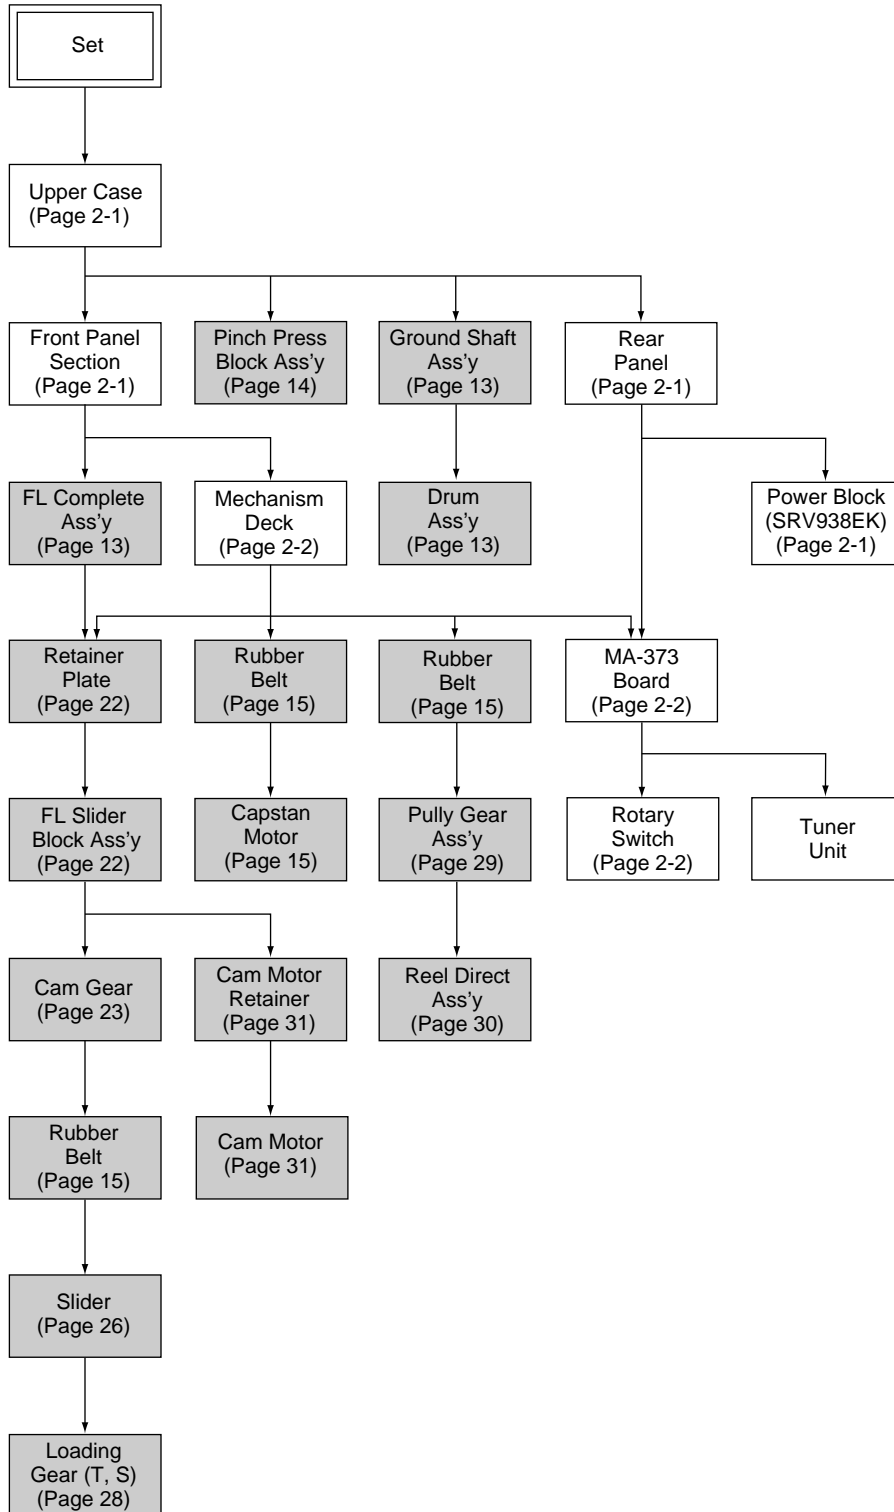 Set
Upper Case
(Page 2-1)
Front Panel
Section
(Page 2-1)
Pinch Press
Block Ass'y
(Page 14)
Ground Shaft
Ass'y
(Page 13)
Rear
Panel
(Page 2-1)
FL Complete
Ass'y
(Page 13)
Mechanism
Deck
(Page 2-2)
Drum
Ass'y
(Page 13)
Power Block
(SRV938EK)
(Page 2-1)
Retainer
Plate
(Page 22)
Rubber
Belt
(Page 15)
Rubber
Belt
(Page 15)
MA-373
Board
(Page 2-2)
FL Slider
Block Ass'y
(Page 22)
Capstan
Motor
(Page 15)
Pully Gear
Ass'y
(Page 29)
Rotary
Switch
(Page 2-2)
Tuner
Unit
Cam Gear
(Page 23)
Cam Motor
Retainer
(Page 31)
Reel Direct
Ass'y
(Page 30)
Rubber
Belt
(Page 15)
Cam Motor
(Page 31)
Slider
(Page 26)
Loading
Gear (T, S)
(Page 28)